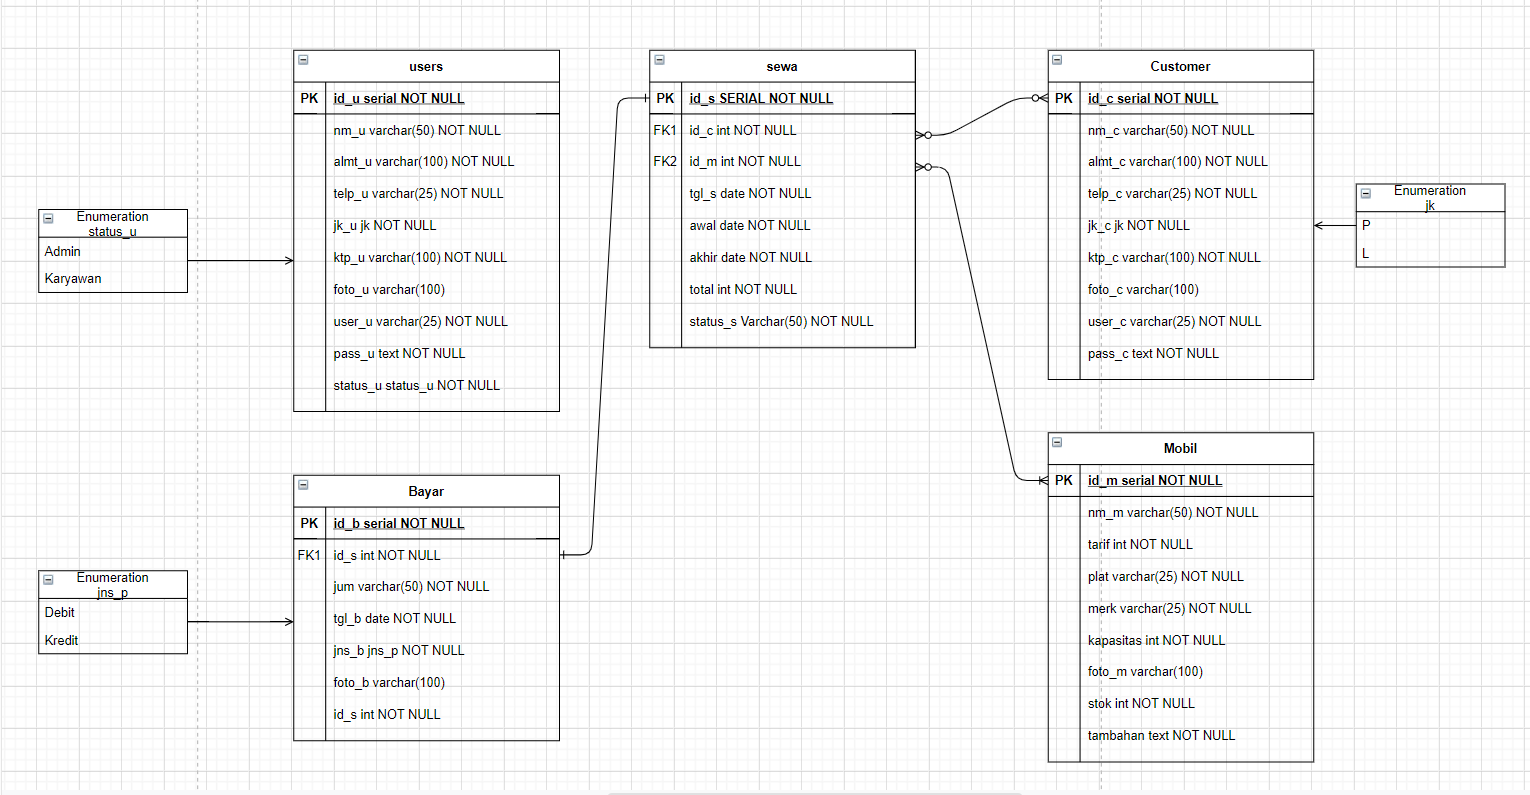 users
PK id_u serial NOT NULL
nm_u varchar(50) NOT NULL
almt_u varchar(100) NOT NULL
telp_u varchar(25) NOT NULL
jk_u jk NOT NULL
ktp_u varchar(100) NOT NULL
foto_u varchar(100)
user_u varchar(25) NOT NULL
pass_u text NOT NULL
status_u status_u NOT NULL
sewa
PK id_s SERIAL NOT NULL
FK1 id_c int NOT NULL
FK2 id_m int NOT NULL
tgl_s date NOT NULL
awal date NOT NULL
akhir date NOT NULL
total int NOT NULL
status_s Varchar(50) NOT NULL
Customer
PK id_c serial NOT NULL
nm_c varchar(50) NOT NULL
almt_c varchar(100) NOT NULL
telp_c varchar(25) NOT NULL
jk_c jk NOT NULL
ktp_c varchar(100) NOT NULL
foto_c varchar(100)
user_c varchar(25) NOT NULL
pass_c text NOT NULL
Enumeration
jk
P
L
Enumeration
status_u
Admin
Karyawan
Bayar
PK id_b serial NOT NULL
FK1 id_s int NOT NULL
jum varchar(50) NOT NULL
tgl_b date NOT NULL
jns_b jns_p NOT NULL
foto_b varchar(100)
id_s int NOT NULL
Enumeration
jns_p
Debit
Kredit
Mobil
PK id_m serial NOT NULL
nm_m varchar(50) NOT NULL
tarif int NOT NULL
plat varchar(25) NOT NULL
merk varchar(25) NOT NULL
kapasitas int NOT NULL
foto_m varchar(100)
stok int NOT NULL
tambahan text NOT NULL